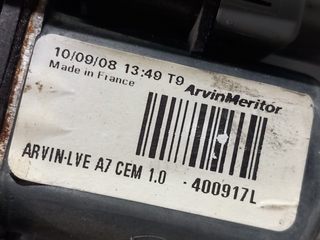 10/09/08 13:49 T9
Made in France
ArvinMeritor
ARVIN-LVE A7 CEM 1.0 -400917L